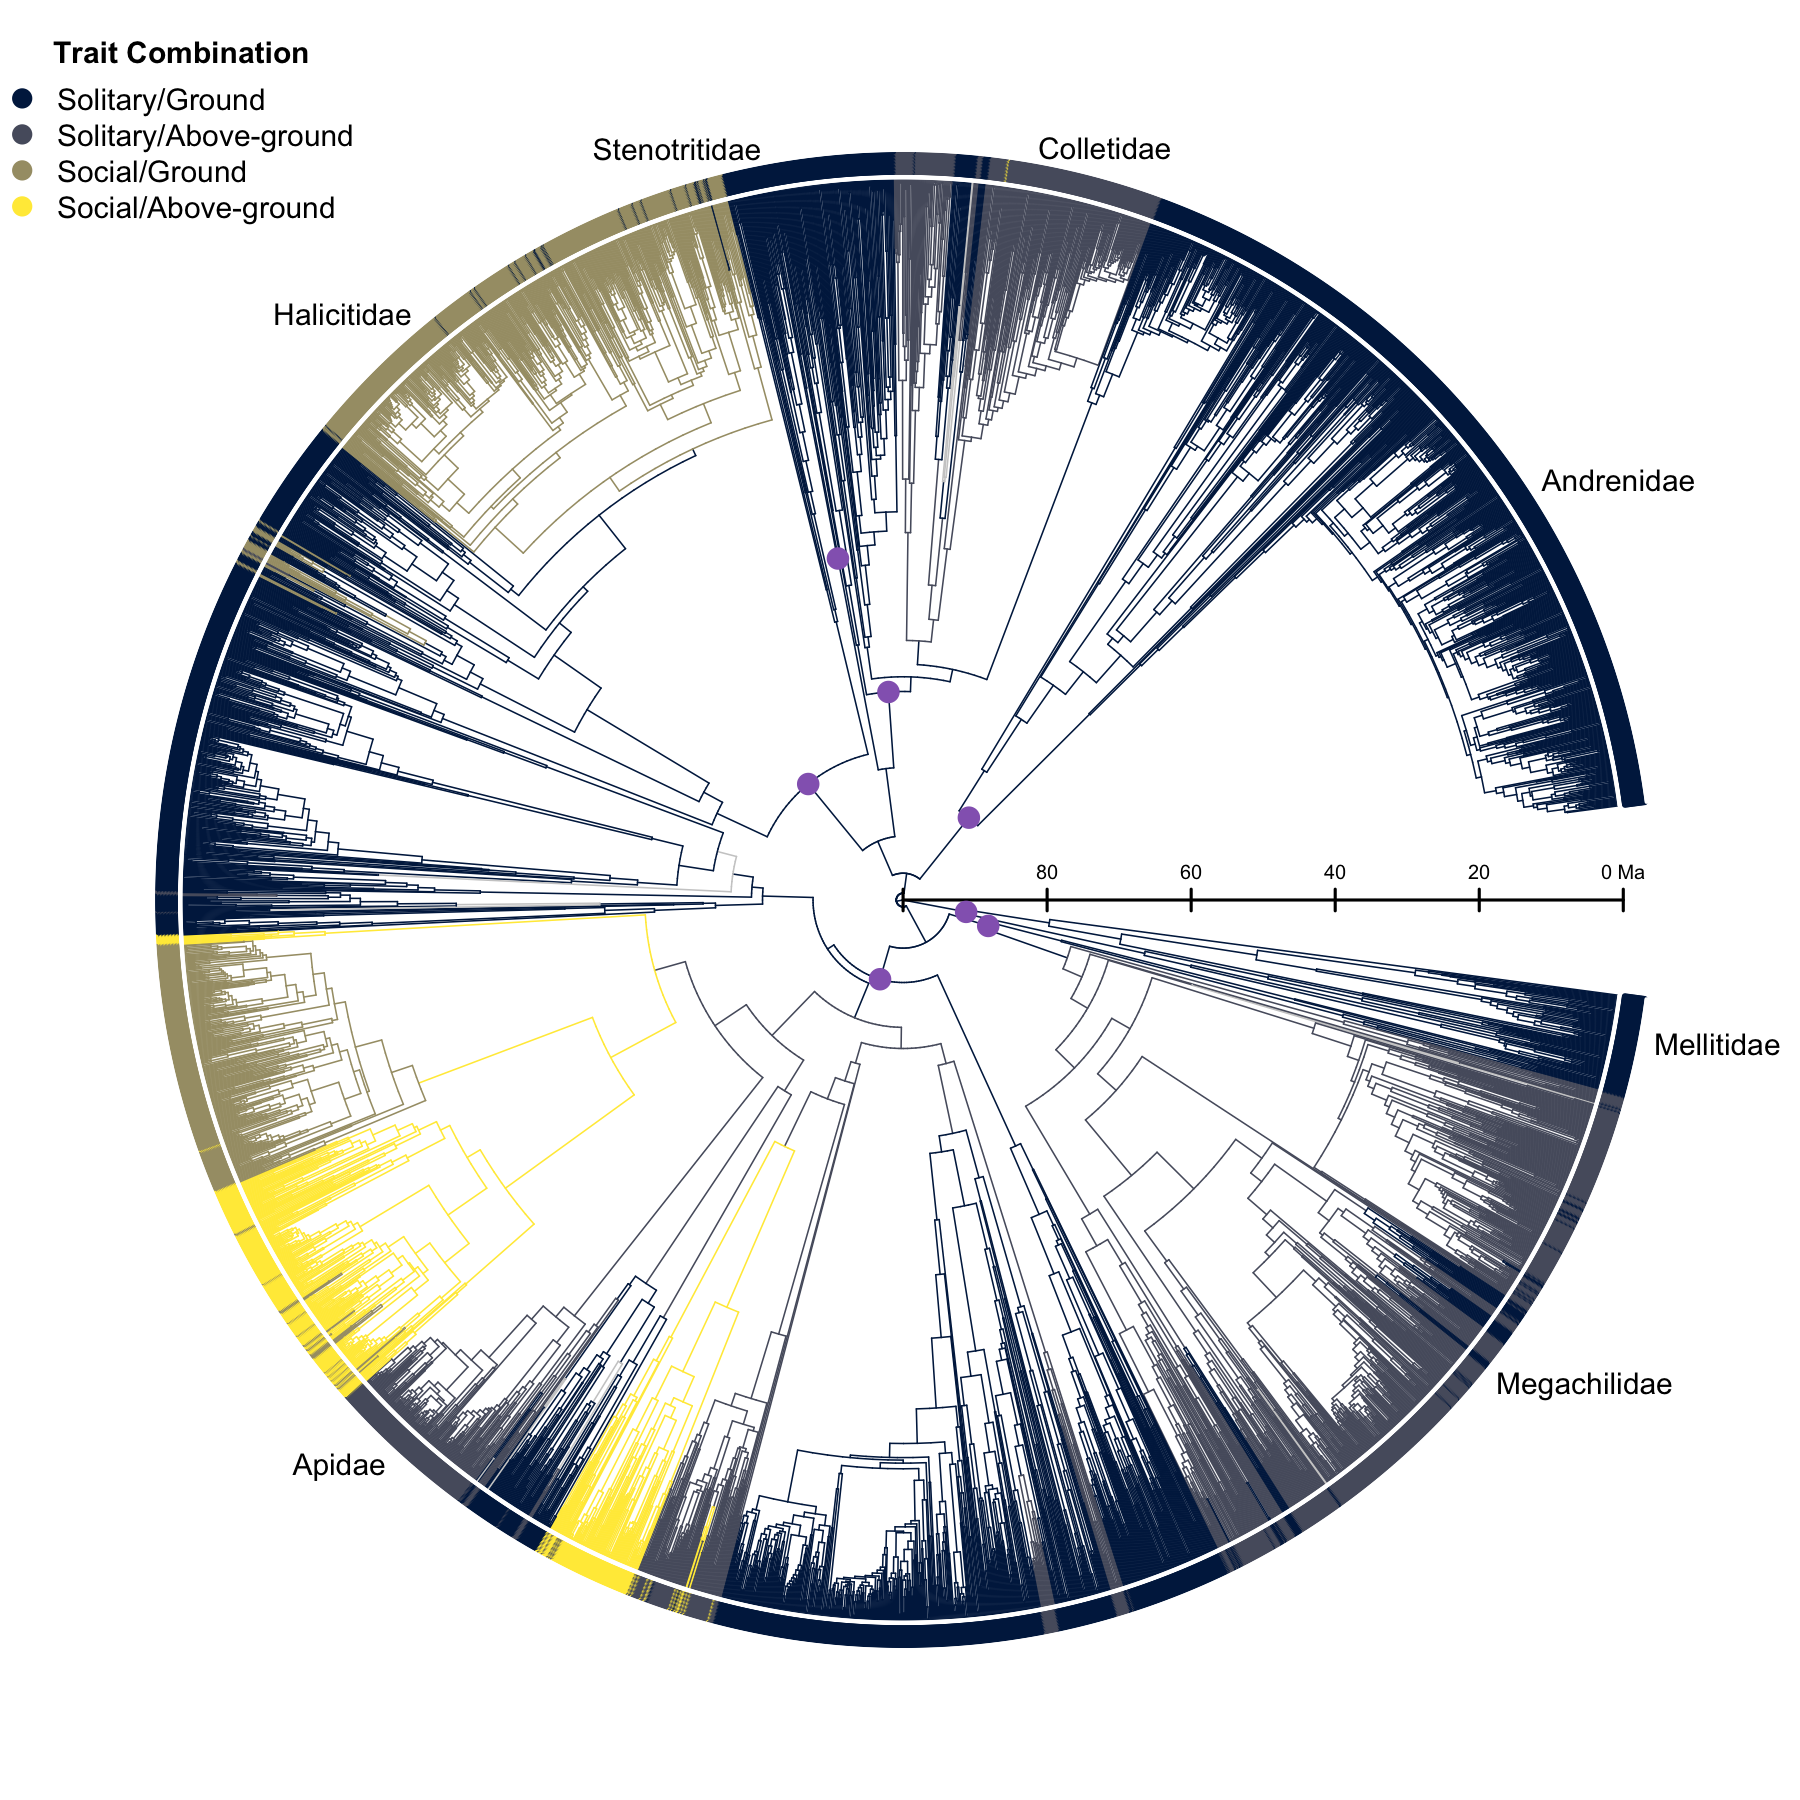 Trait Combination
Solitary/Ground
Solitary/Above-ground
Social/Ground
Social/Above-ground
Stenotritidae
Colletidae
Halicitidae
Andrenidae
80 60 40 20 0 Ma
Mellitidae
Megachilidae
Apidae